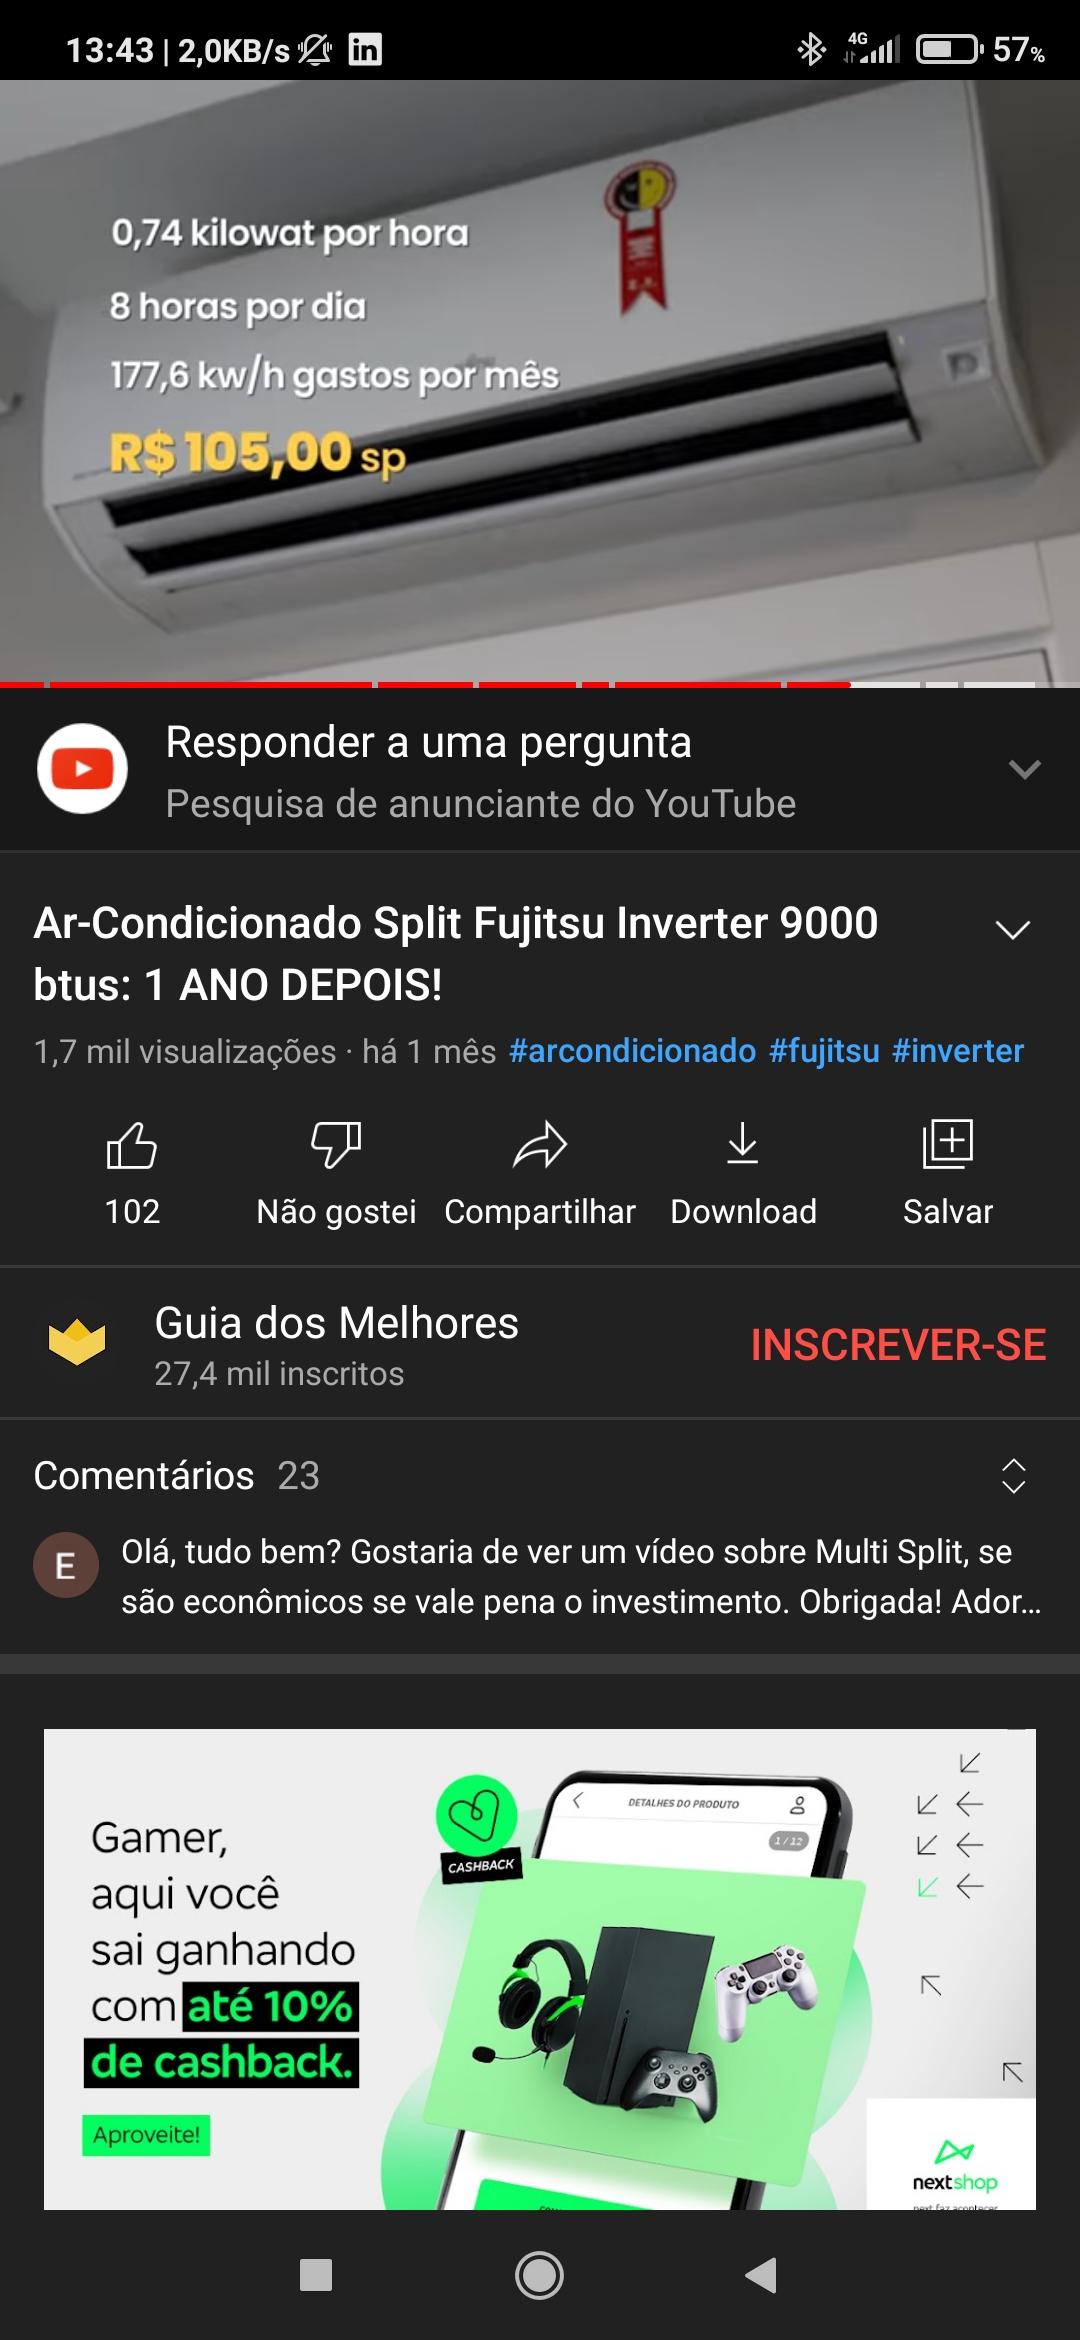 13:43 | 2,0KB/s in 4G 57%
0,74 kilowat por hora
8 horas por dia
177,6 kw/h gastos por mês
R$ 105,00 sp
Responder a uma pergunta
Pesquisa de anunciante do YouTube
Ar-Condicionado Split Fujitsu Inverter 9000
btus: 1 ANO DEPOIS!
1,7 mil visualizações · há 1 mês #arcondicionado #fujitsu #inverter
102 Não gostei Compartilhar Download Salvar
Guia dos Melhores
27,4 mil inscritos
INSCREVER-SE
Comentários 23
E
Olá, tudo bem? Gostaria de ver um vídeo sobre Multi Split, se
são econômicos se vale pena o investimento. Obrigada! Ador...
Gamer,
aqui você
sai ganhando
com até 10%
de cashback.
Aproveite!
CASHBACK
DETALHES DO PRODUTO
1 / 12
nextshop
next faz acontecer